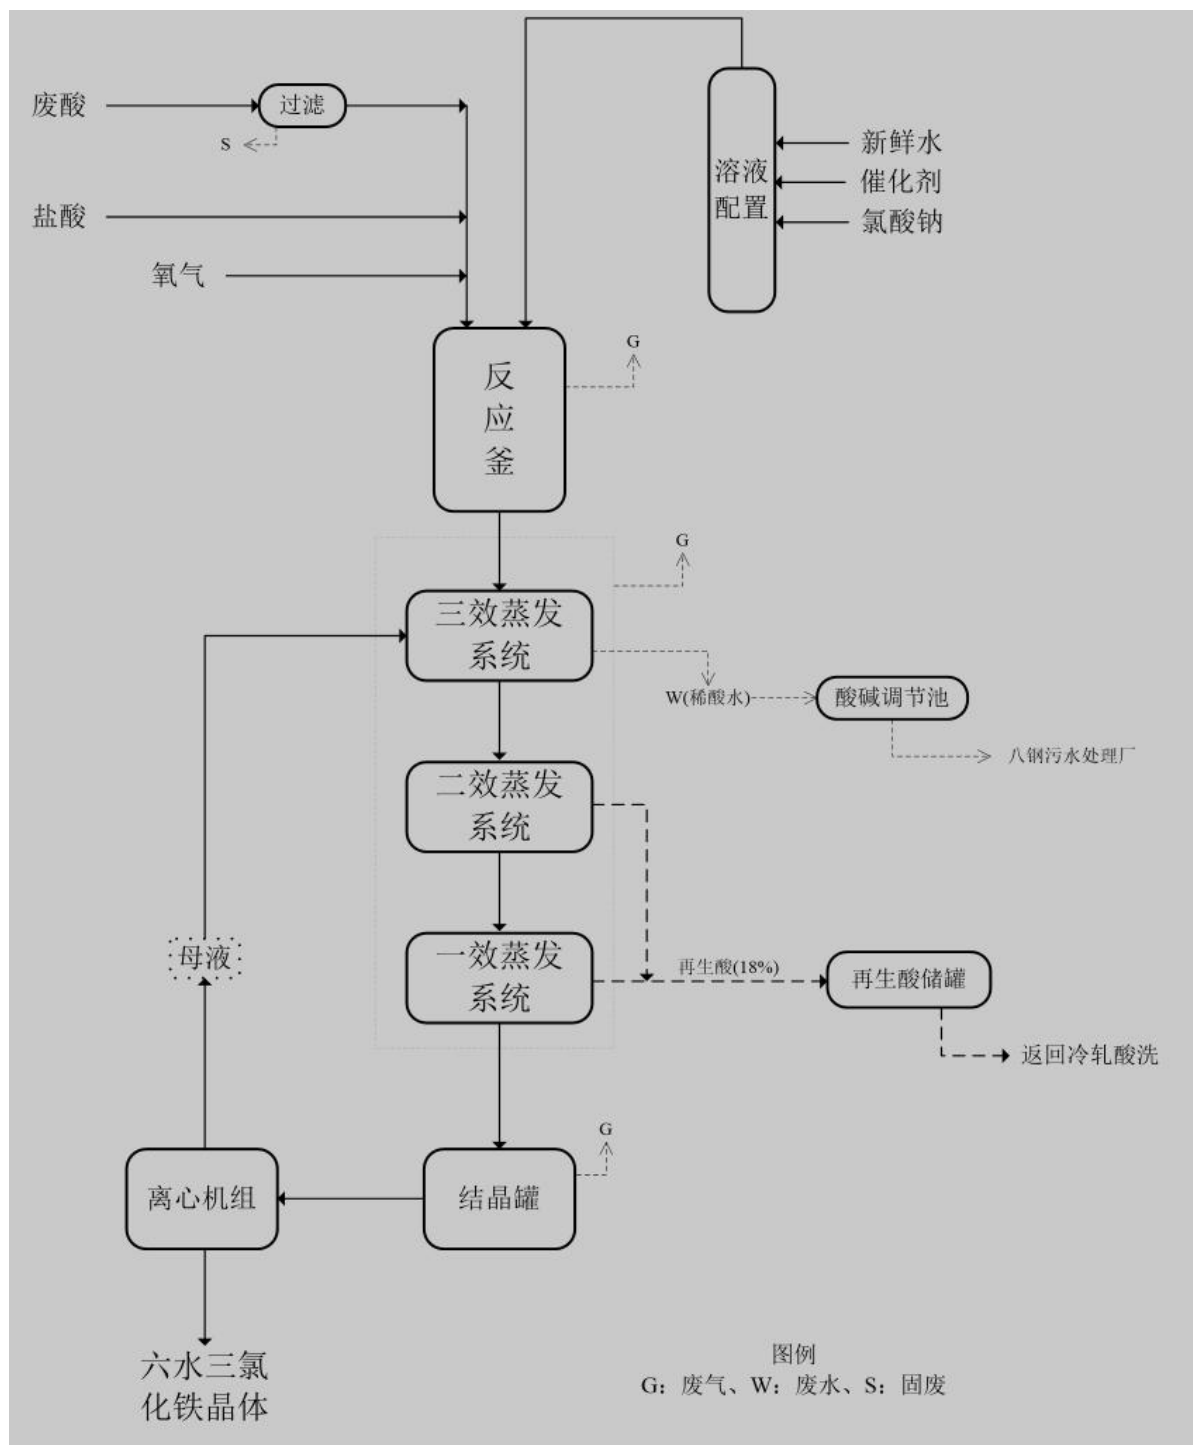 废酸
过滤
S
盐酸
氧气
溶液
配置
新鲜水
催化剂
氯酸钠
反
应
釜
G
G
三效蒸发
系统
W(稀酸水)
酸碱调节池
八钢污水处理厂
二效蒸发
系统
母液
一效蒸发
系统
再生酸(18%)
再生酸储罐
返回冷轧酸洗
G
离心机组
结晶罐
六水三氯
化铁晶体
图例
G：废气、W：废水、S：固废